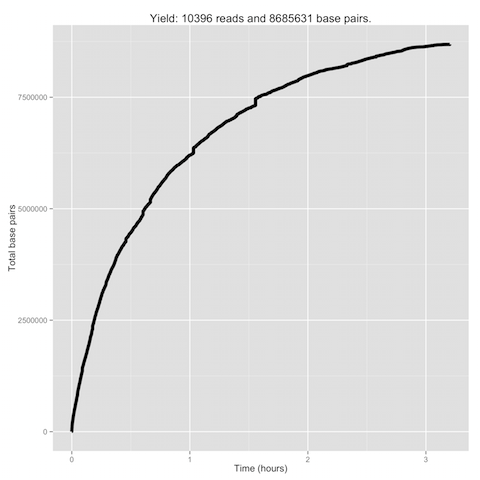 Yield: 10396 reads and 8685631 base pairs.
Total base pairs
7500000
5000000
2500000
0
0 1 2 3
Time (hours)